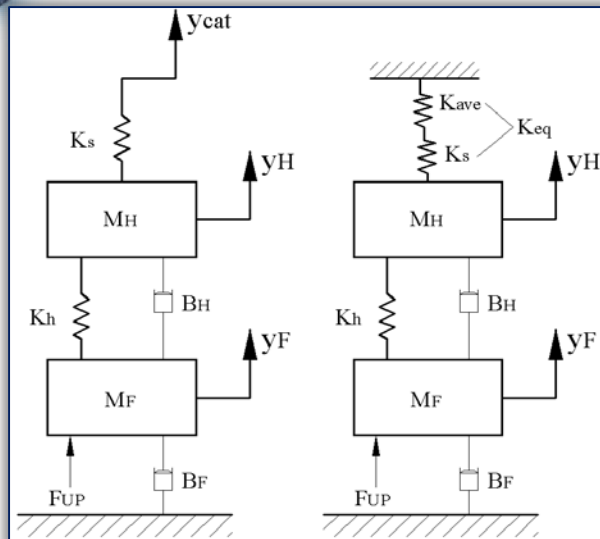 ycat
Ks
yH
MH
Kh
BH
yF
MF
FUP
BF
Kave
Keq
Ks
yH
MH
Kh
BH
yF
MF
FUP
BF